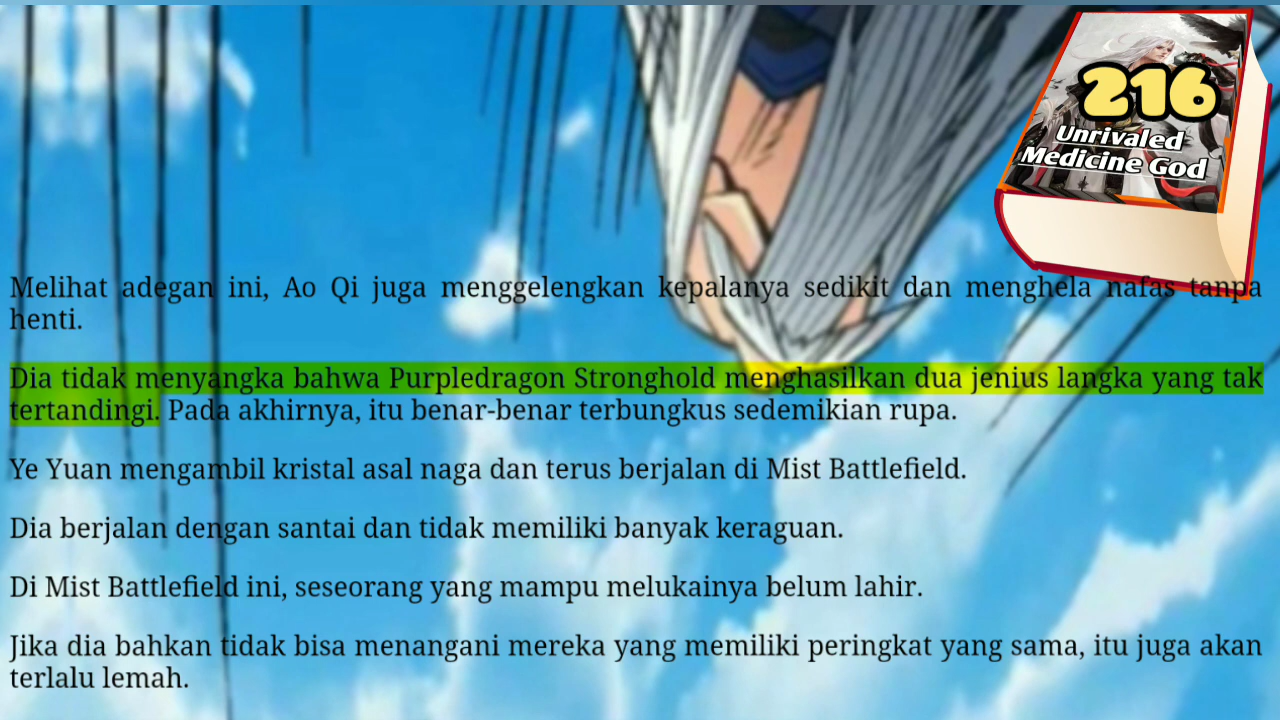 216
Unrivaled
Medicine God
Melihat adegan ini, Ao Qi juga menggelengkan kepalanya sedikit dan menghela nafas tanpa
henti.
Dia tidak menyangka bahwa Purpledragon Stronghold menghasilkan dua jenius langka yang tak
tertandingi. Pada akhirnya, itu benar-benar terbungkus sedemikian rupa.
Ye Yuan mengambil kristal asal naga dan terus berjalan di Mist Battlefield.
Dia berjalan dengan santai dan tidak memiliki banyak keraguan.
Di Mist Battlefield ini, seseorang yang mampu melukainya belum lahir.
Jika dia bahkan tidak bisa menangani mereka yang memiliki peringkat yang sama, itu juga akan
terlalu lemah.